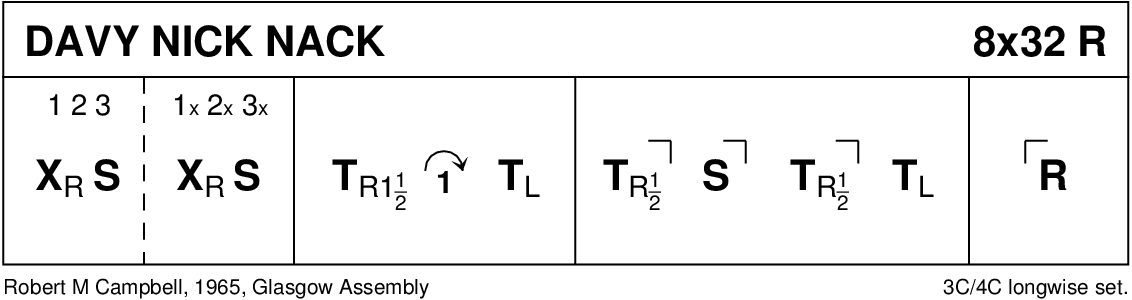 DAVY NICK NACK 8x32 R
1 2 3 1x 2x 3x
XR S XR S TR1½ 1 TL TR½ S TR½ TL R
Robert M Campbell, 1965, Glasgow Assembly 3C/4C longwise set.